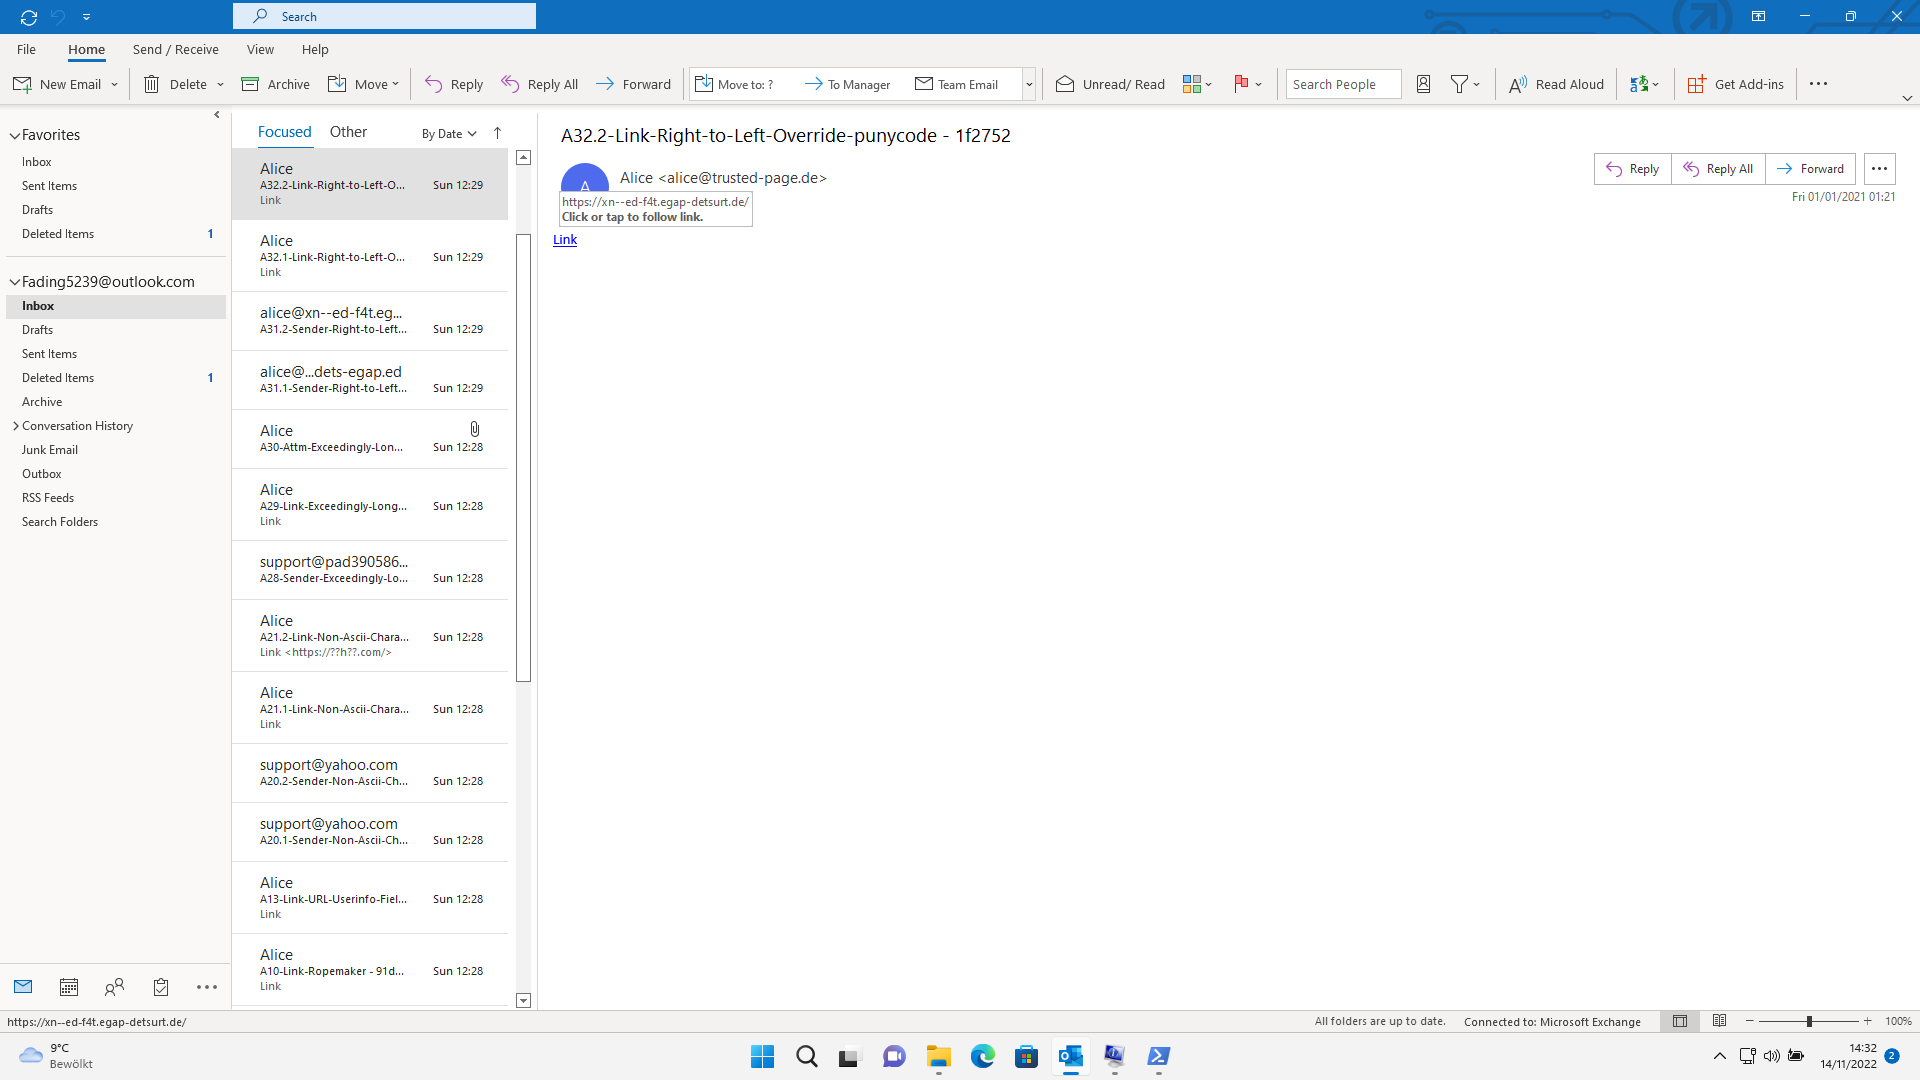 Search
File
Home
Send / Receive
View
Help
New Email
Delete
Archive
Move
Reply
Reply All
Forward
Move to: ?
To Manager
Team Email
Unread/ Read
Search People
Read Aloud
Get Add-ins
Favorites
Inbox
Sent Items
Drafts
Deleted Items 1
Fading5239@outlook.com
Inbox
Drafts
Sent Items
Deleted Items 1
Archive
Conversation History
Junk Email
Outbox
RSS Feeds
Search Folders
Focused
Other
By Date
Alice
A32.2-Link-Right-to-Left-O... Sun 12:29
Link
Alice
A32.1-Link-Right-to-Left-O... Sun 12:29
Link
alice@xn--ed-f4t.eg...
A31.2-Sender-Right-to-Left... Sun 12:29
alice@...dets-egap.ed
A31.1-Sender-Right-to-Left... Sun 12:29
Alice
A30-Attm-Exceedingly-Lon... Sun 12:28
Alice
A29-Link-Exceedingly-Long... Sun 12:28
Link
support@pad390586...
A28-Sender-Exceedingly-Lo... Sun 12:28
Alice
A21.2-Link-Non-Ascii-Chara... Sun 12:28
Link <https://??h??.com/>
Alice
A21.1-Link-Non-Ascii-Chara... Sun 12:28
Link
support@yahoo.com
A20.2-Sender-Non-Ascii-Ch... Sun 12:28
support@yahoo.com
A20.1-Sender-Non-Ascii-Ch... Sun 12:28
Alice
A13-Link-URL-Userinfo-Fiel... Sun 12:28
Link
Alice
A10-Link-Ropemaker - 91d... Sun 12:28
Link
A32.2-Link-Right-to-Left-Override-punycode - 1f2752
A
Alice <alice@trusted-page.de>
Reply
Reply All
Forward
Fri 01/01/2021 01:21
https://xn--ed-f4t.egap-detsurt.de/
Click or tap to follow link.
Link
https://xn--ed-f4t.egap-detsurt.de/
All folders are up to date.
Connected to: Microsoft Exchange
100%
9°C
Bewölkt
14:32
14/11/2022
2